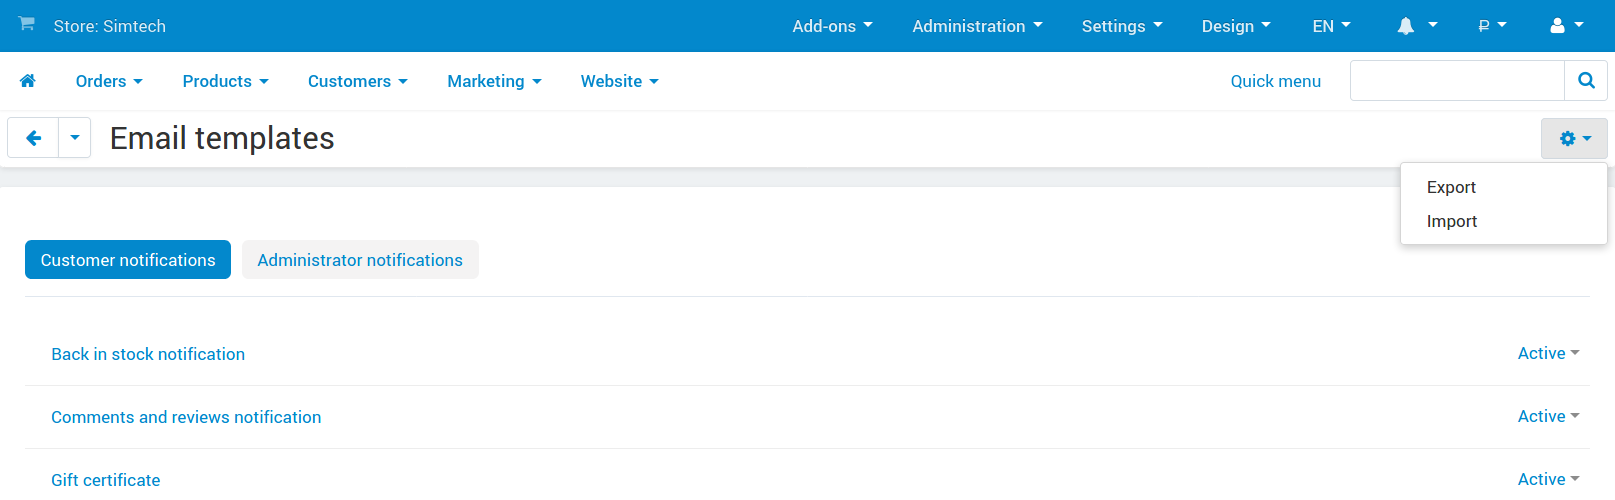 Store: Simtech Add-ons Administration Settings Design EN ₽
Orders Products Customers Marketing Website Quick menu
Email templates
Export
Import
Customer notifications Administrator notifications
Back in stock notification Active
Comments and reviews notification Active
Gift certificate Active